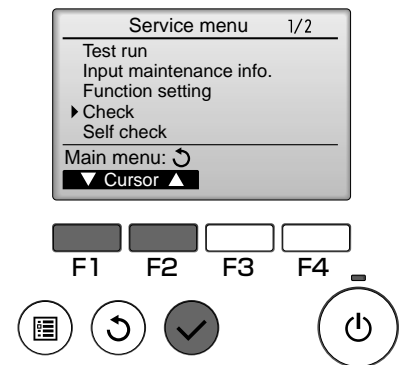 Service menu 1/2
Test run
Input maintenance info.
Function setting
Check
Self check
Main menu:
▼ Cursor ▲
F1 F2 F3 F4